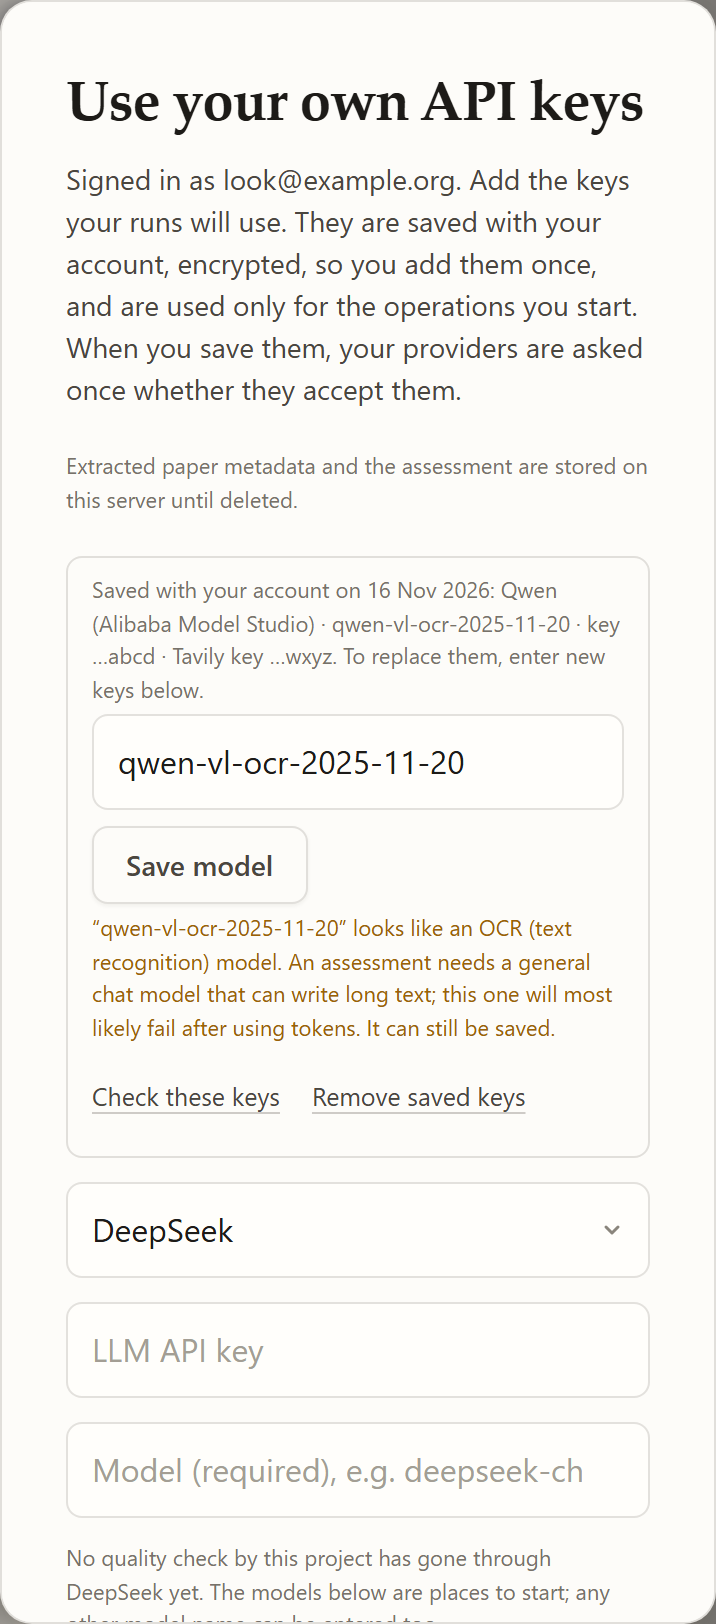 Use your own API keys
Signed in as look@example.org. Add the keys
your runs will use. They are saved with your
account, encrypted, so you add them once,
and are used only for the operations you start.
When you save them, your providers are asked
once whether they accept them.
Extracted paper metadata and the assessment are stored on
this server until deleted.
Saved with your account on 16 Nov 2026: Qwen
(Alibaba Model Studio) · qwen-vl-ocr-2025-11-20 · key
…abcd · Tavily key …wxyz. To replace them, enter new
keys below.
qwen-vl-ocr-2025-11-20
Save model
“qwen-vl-ocr-2025-11-20” looks like an OCR (text
recognition) model. An assessment needs a general
chat model that can write long text; this one will most
likely fail after using tokens. It can still be saved.
Check these keys Remove saved keys
DeepSeek
LLM API key
Model (required), e.g. deepseek-ch
No quality check by this project has gone through
DeepSeek yet. The models below are places to start; any